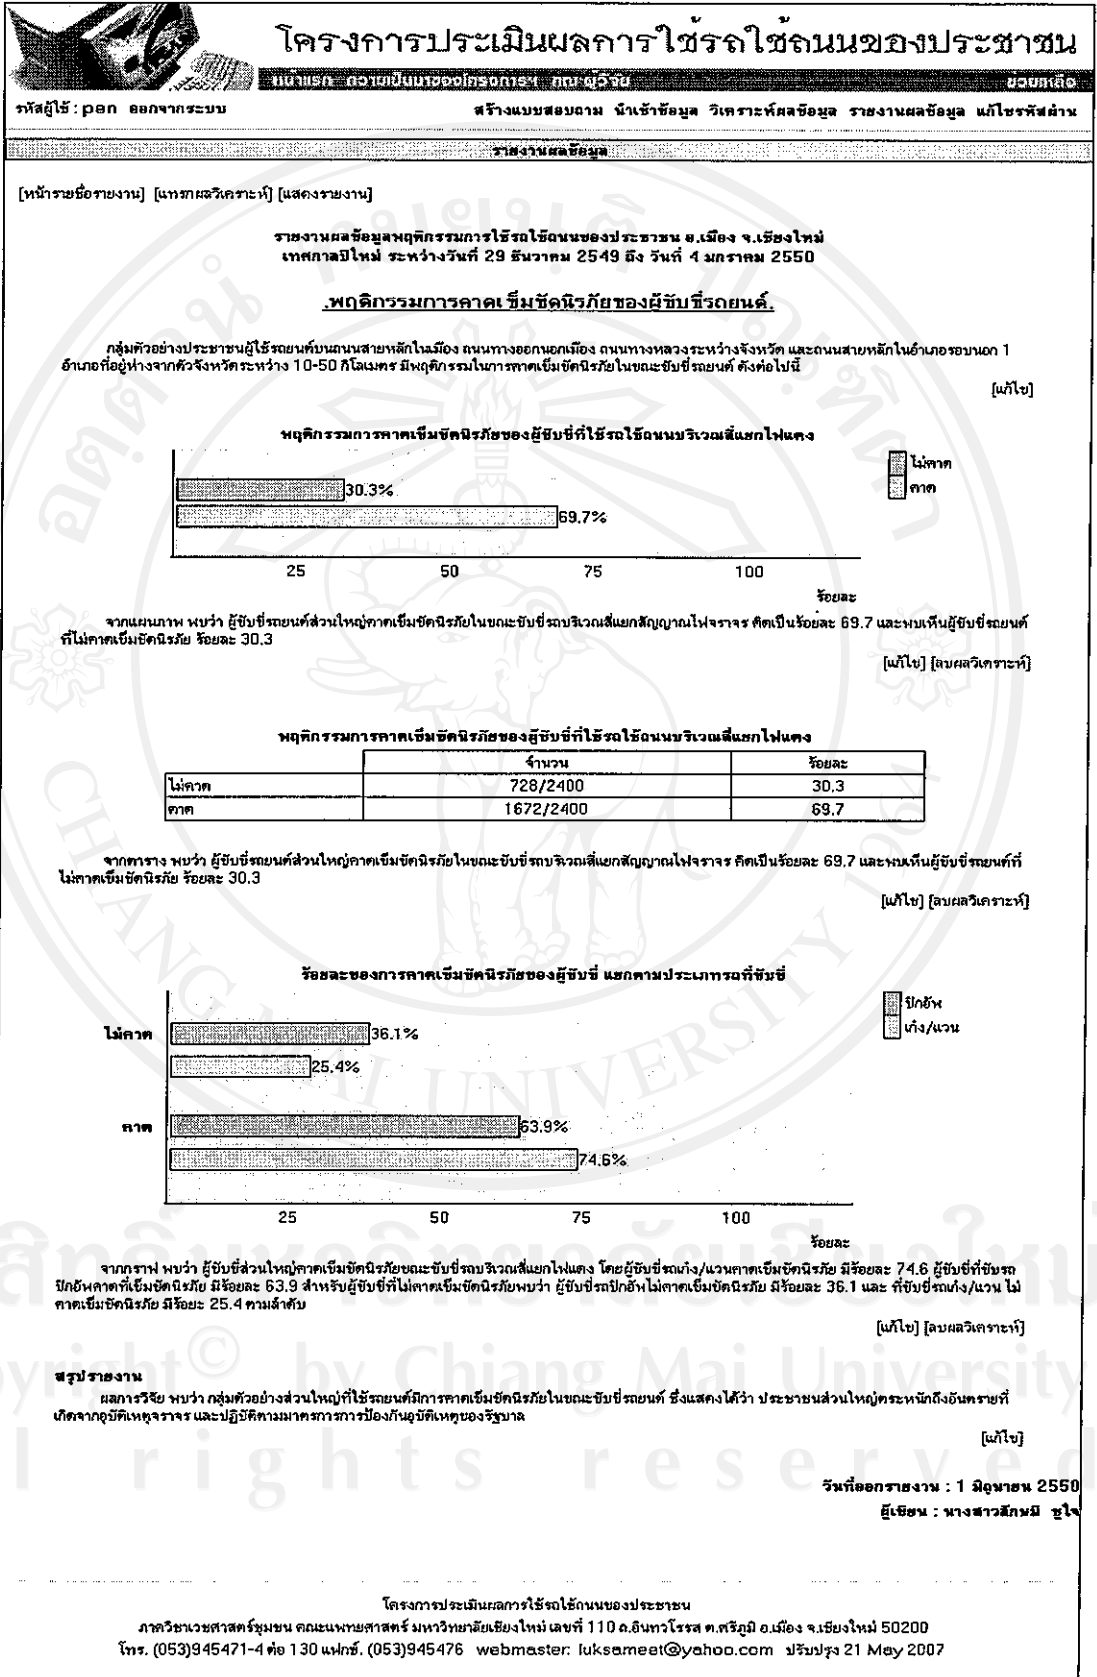 โครงการประเมินผลการใช้รถใช้ถนนของประชาชน
หน้าแรก ความเป็นมาของโครงการฯ คณะผู้วิจัย ช่วยเหลือ
รหัสผู้ใช้ : pen ออกจากระบบ สร้างแบบสอบถาม นำเข้าข้อมูล วิเคราะห์ผลข้อมูล รายงานผลข้อมูล แก้ไขรหัสผ่าน
รายงานผลข้อมูล
[หน้ารายชื่อรายงาน] [แทรกผลวิเคราะห์] [แสดงรายงาน]
รายงานผลข้อมูลพฤติกรรมการใช้รถใช้ถนนของประชาชน อ.เมือง จ.เชียงใหม่
เทศกาลปีใหม่ ระหว่างวันที่ 29 ธันวาคม 2549 ถึง วันที่ 4 มกราคม 2550
.พฤติกรรมการคาดเข็มขัดนิรภัยของผู้ขับขี่รถยนต์.
กลุ่มตัวอย่างประชาชนผู้ใช้รถยนต์บนถนนสายหลักในเมือง ถนนทางออกนอกเมือง ถนนทางหลวงระหว่างจังหวัด และถนนสายหลักในอำเภอรอบนอก 1
อำเภอที่อยู่ห่างจากตัวจังหวัดระหว่าง 10-50 กิโลเมตร มีพฤติกรรมในการคาดเข็มขัดนิรภัยในขณะขับขี่รถยนต์ ดังต่อไปนี้
[แก้ไข]
พฤติกรรมการคาดเข็มขัดนิรภัยของผู้ขับขี่ที่ใช้รถใช้ถนนบริเวณสี่แยกไฟแดง
ไม่คาด
คาด
30.3%
69.7%
25 50 75 100
ร้อยละ
จากแผนภาพ พบว่า ผู้ขับขี่รถยนต์ส่วนใหญ่คาดเข็มขัดนิรภัยในขณะขับขี่รถบริเวณสี่แยกสัญญาณไฟจราจร คิดเป็นร้อยละ 69.7 และพบเห็นผู้ขับขี่รถยนต์
ที่ไม่คาดเข็มขัดนิรภัย ร้อยละ 30.3
[แก้ไข] [ลบผลวิเคราะห์]
พฤติกรรมการคาดเข็มขัดนิรภัยของผู้ขับขี่ที่ใช้รถใช้ถนนบริเวณสี่แยกไฟแดง
จำนวน ร้อยละ
ไม่คาด 728/2400 30.3
คาด 1672/2400 69.7
จากตาราง พบว่า ผู้ขับขี่รถยนต์ส่วนใหญ่คาดเข็มขัดนิรภัยในขณะขับขี่รถบริเวณสี่แยกสัญญาณไฟจราจร คิดเป็นร้อยละ 69.7 และพบเห็นผู้ขับขี่รถยนต์ที่
ไม่คาดเข็มขัดนิรภัย ร้อยละ 30.3
[แก้ไข] [ลบผลวิเคราะห์]
ร้อยละของการคาดเข็มขัดนิรภัยของผู้ขับขี่ แยกตามประเภทรถที่ขับขี่
ปิกอัพ
เก๋ง/แวน
ไม่คาด 36.1%
25.4%
คาด 63.9%
74.6%
25 50 75 100
ร้อยละ
จากกราฟ พบว่า ผู้ขับขี่ส่วนใหญ่คาดเข็มขัดนิรภัยขณะขับขี่รถบริเวณสี่แยกไฟแดง โดยผู้ขับขี่รถเก๋ง/แวนคาดเข็มขัดนิรภัย มีร้อยละ 74.6 ผู้ขับขี่ที่ขับรถ
ปิกอัพคาดที่เข็มขัดนิรภัย มีร้อยละ 63.9 สำหรับผู้ขับขี่ที่ไม่คาดเข็มขัดนิรภัยพบว่า ผู้ขับขี่รถปิกอัพไม่คาดเข็มขัดนิรภัย มีร้อยละ 36.1 และ ที่ขับขี่รถเก๋ง/แวน ไม่
คาดเข็มขัดนิรภัย มีร้อยะ 25.4 ตามลำดับ
[แก้ไข] [ลบผลวิเคราะห์]
สรุปรายงาน
ผลการวิจัย พบว่า กลุ่มตัวอย่างส่วนใหญ่ที่ใช้รถยนต์มีการคาดเข็มขัดนิรภัยในขณะขับขี่รถยนต์ ซึ่งแสดงได้ว่า ประชาชนส่วนใหญ่ตระหนักถึงอันตรายที่
เกิดจากอุบัติเหตุจราจร และปฏิบัติตามมาตรการการป้องกันอุบัติเหตุของรัฐบาล
[แก้ไข]
วันที่ออกรายงาน : 1 มิถุนายน 2550
ผู้เขียน : นางสาวลักษมี ชูใจ
โครงการประเมินผลการใช้รถใช้ถนนของประชาชน
ภาควิชาเวชศาสตร์ชุมชน คณะแพทยศาสตร์ มหาวิทยาลัยเชียงใหม่ เลขที่ 110 ถ.อินทวโรรส ต.ศรีภูมิ อ.เมือง จ.เชียงใหม่ 50200
โทร. (053)945471-4 ต่อ 130 แฟกซ์. (053)945476 webmaster: luksameet@yahoo.com ปรับปรุง 21 May 2007
CHIANG MAI UNIVERSITY 1964
สิทธิ์มหาวิทยาลัยเชียงใหม่
yright© by Chiang Mai University
l rights reserved